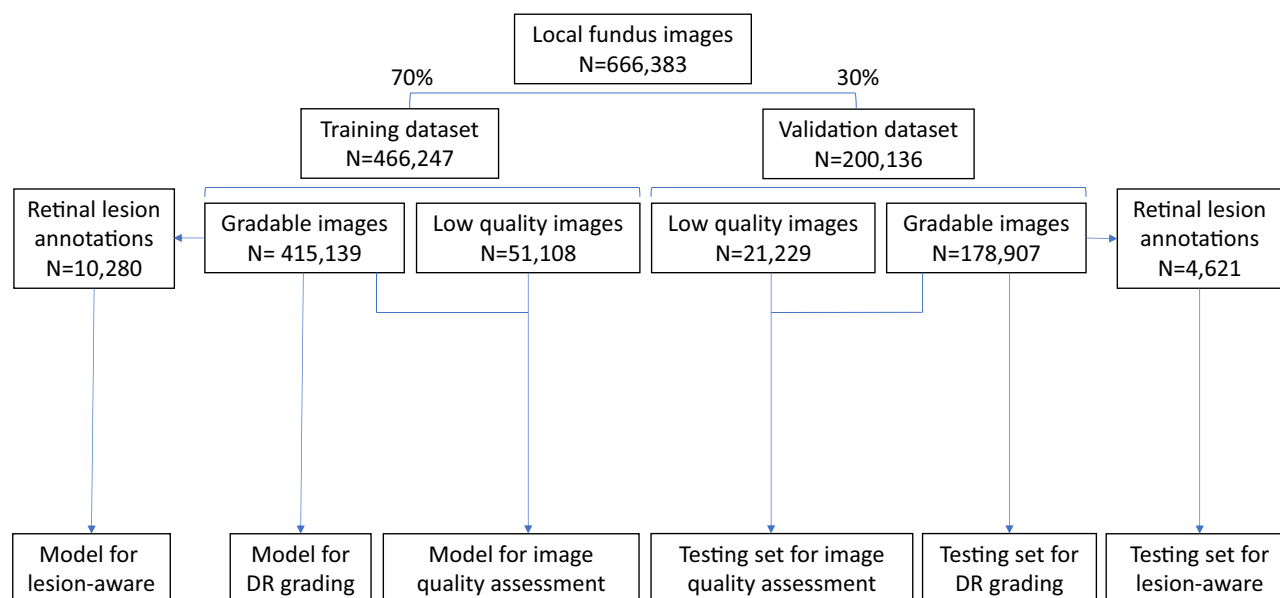 Local fundus images
N=666,383
70%
30%
Training dataset
N=466,247
Validation dataset
N=200,136
Retinal lesion
annotations
N=10,280
Gradable images
N= 415,139
Low quality images
N=51,108
Low quality images
N=21,229
Gradable images
N=178,907
Retinal lesion
annotations
N=4,621
Model for
lesion-aware
Model for
DR grading
Model for image
quality assessment
Testing set for image
quality assessment
Testing set for
DR grading
Testing set for
lesion-aware